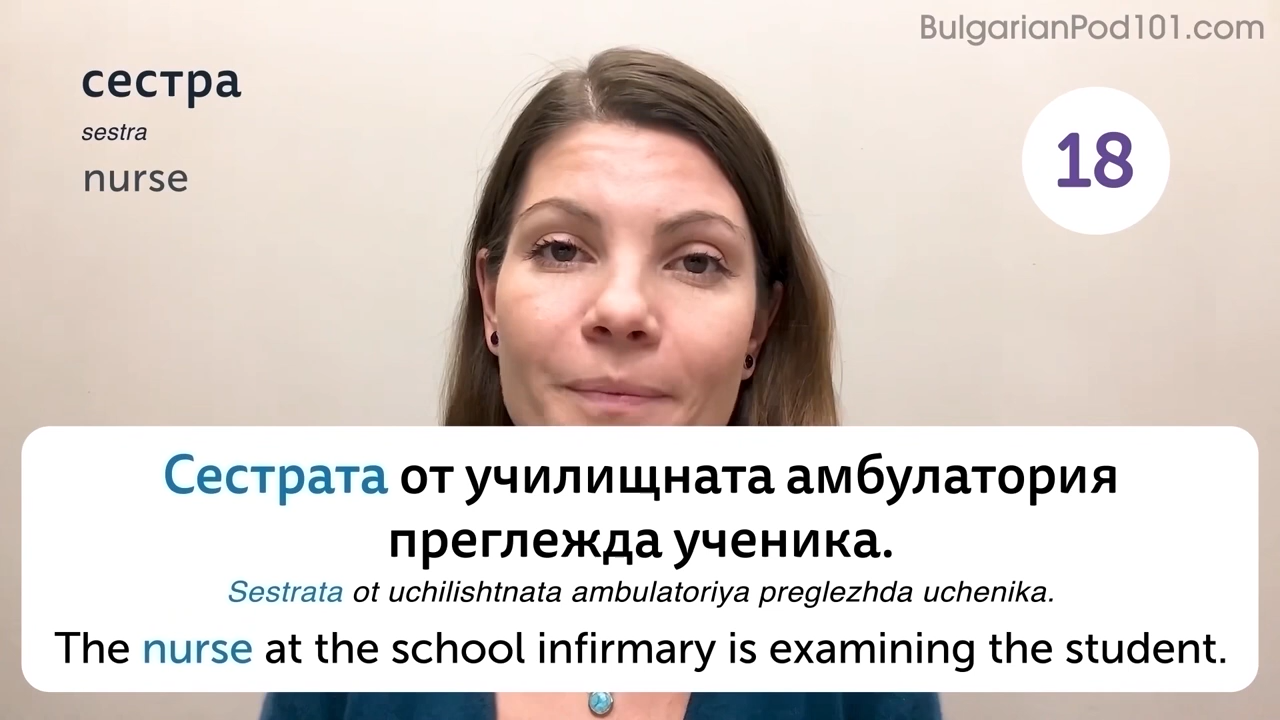 BulgarianPod101.com
сестра
sestra
nurse
18
Сестрата от училищната амбулатория
преглежда ученика.
Sestrata ot uchilishtnata ambulatoriya preglezhda uchenika.
The nurse at the school infirmary is examining the student.